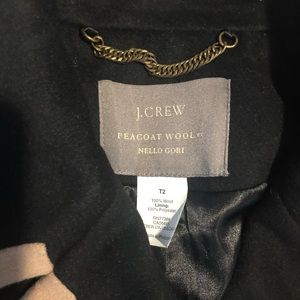 J.CREW
PEACOAT WOOL
NELLO GORI
T2
100% Wool
Lining:
100% Polyester